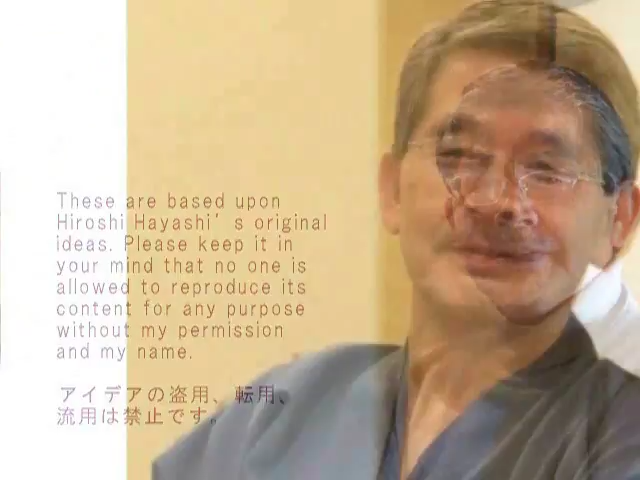 These are based upon
Hiroshi Hayashi's original
ideas. Please keep it in
your mind that no one is
allowed to reproduce its
content for any purpose
without my permission
and my name.
アイデアの盗用、転用、
流用は禁止です。